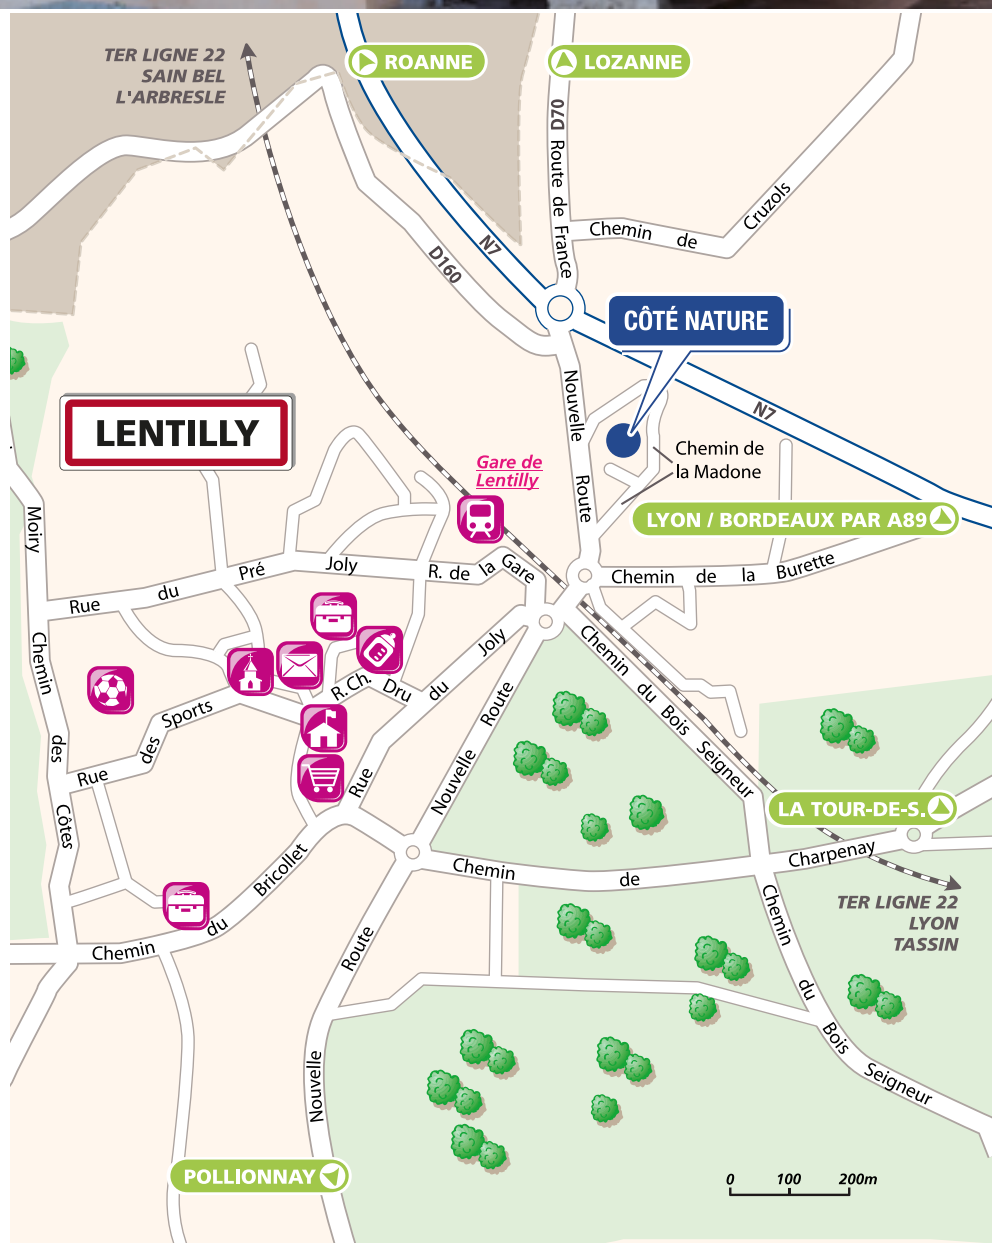 TER LIGNE 22
SAIN BEL
L'ARBRESLE
ROANNE
LOZANNE
D70 Route de France
Chemin de Cruzols
N7
D160
CÔTÉ NATURE
LENTILLY
Nouvelle Route
N7
Chemin de
la Madone
Gare de
Lentilly
LYON / BORDEAUX PAR A89
Moiry
Rue du Pré Joly
R. de la Gare
Chemin de la Burette
Chemin des Côtes
Rue des Sports
R.Ch. Dru
Rue du Joly
Nouvelle Route
Chemin du Bois Seigneur
LA TOUR-DE-S.
Chemin de Charpenay
Chemin du Bricollet
TER LIGNE 22
LYON
TASSIN
Nouvelle Route
Chemin du Bois Seigneur
POLLIONNAY
0 100 200m